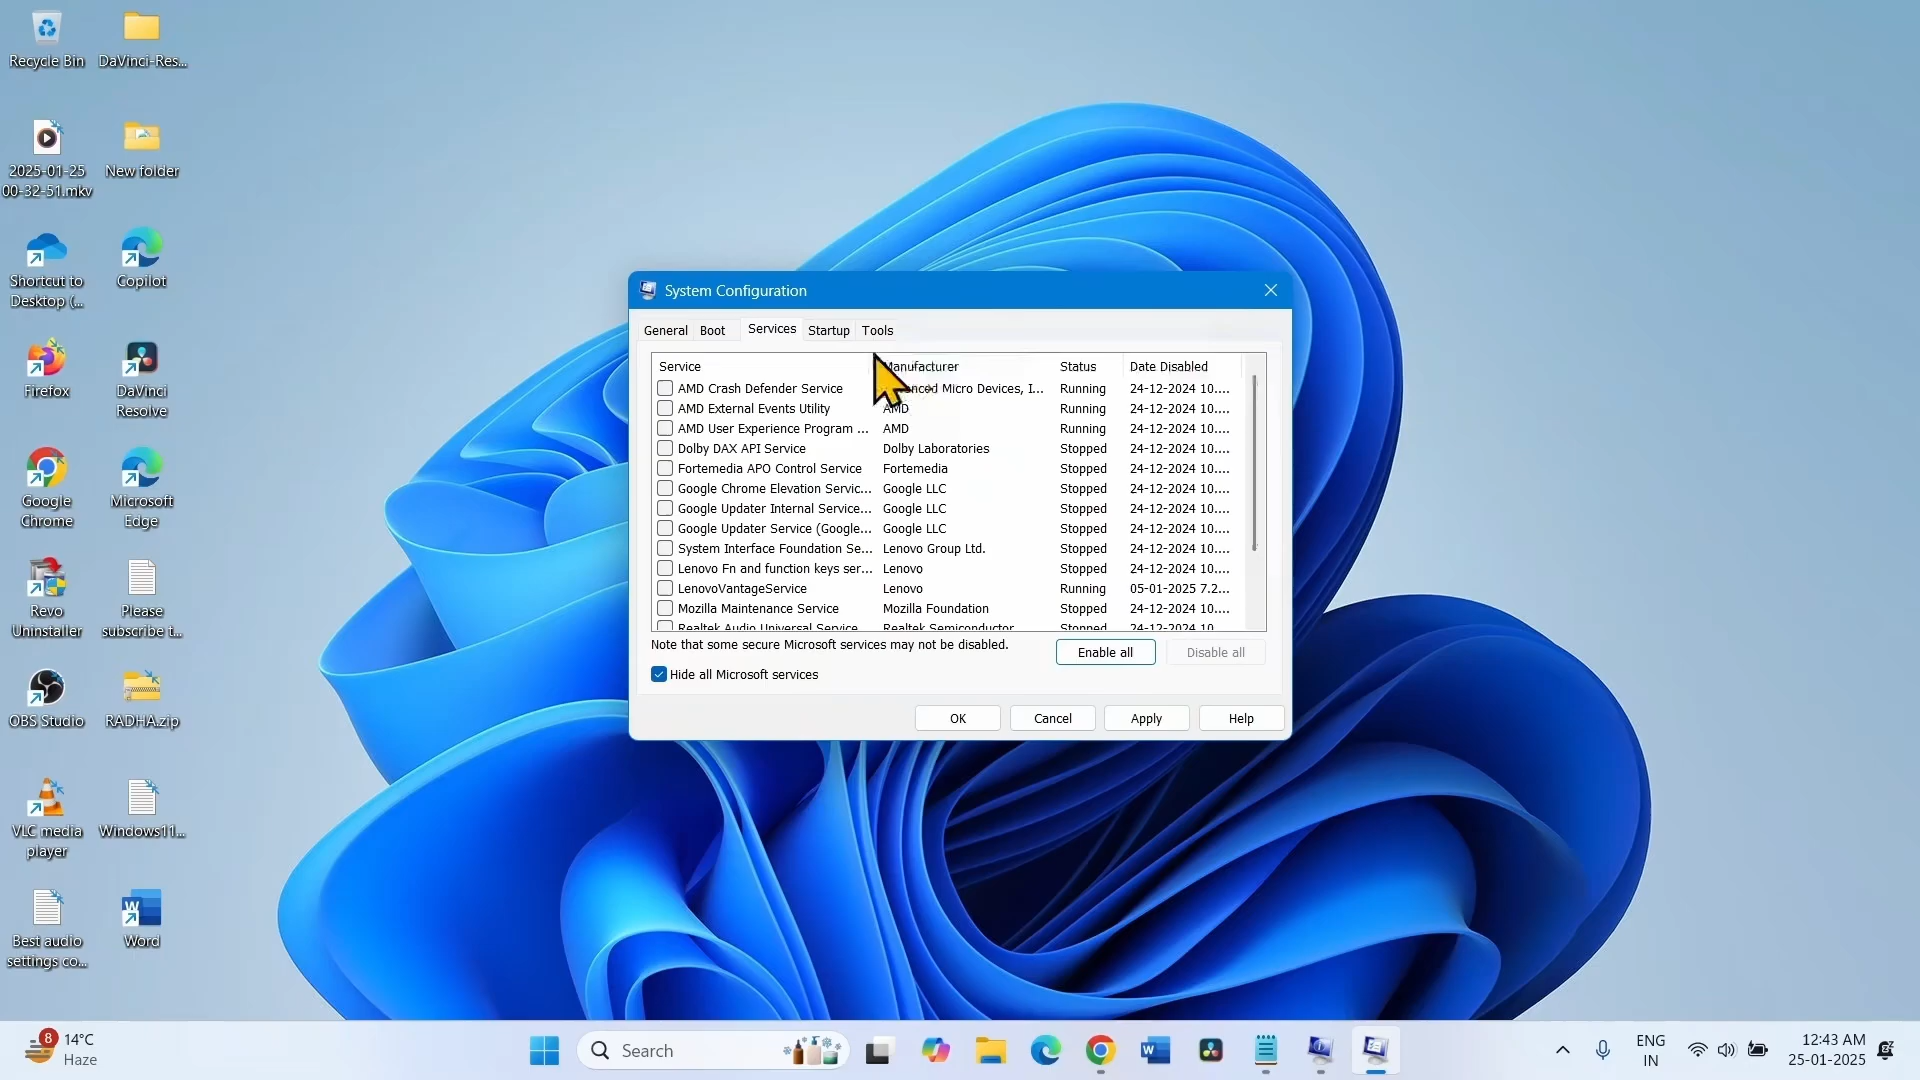 Recycle Bin
DaVinci-Res...
2025-01-25
00-32-51.mkv
New folder
Shortcut to
Desktop (...
Copilot
Firefox
DaVinci
Resolve
Google
Chrome
Microsoft
Edge
Revo
Uninstaller
Please
subscribe t...
OBS Studio
RADHA.zip
VLC media
player
Windows11...
Best audio
settings co...
Word
System Configuration
General Boot Services Startup Tools
Service Manufacturer Status Date Disabled
AMD Crash Defender Service Advanced Micro Devices, I... Running 24-12-2024 10....
AMD External Events Utility AMD Running 24-12-2024 10....
AMD User Experience Program ... AMD Running 24-12-2024 10....
Dolby DAX API Service Dolby Laboratories Stopped 24-12-2024 10....
Fortemedia APO Control Service Fortemedia Stopped 24-12-2024 10....
Google Chrome Elevation Servic... Google LLC Stopped 24-12-2024 10....
Google Updater Internal Service... Google LLC Stopped 24-12-2024 10....
Google Updater Service (Google... Google LLC Stopped 24-12-2024 10....
System Interface Foundation Se... Lenovo Group Ltd. Stopped 24-12-2024 10....
Lenovo Fn and function keys ser... Lenovo Stopped 24-12-2024 10....
LenovoVantageService Lenovo Running 05-01-2025 7.2...
Mozilla Maintenance Service Mozilla Foundation Stopped 24-12-2024 10....
Realtek Audio Universal Service Realtek Semiconductor Stopped 24-12-2024 10
Note that some secure Microsoft services may not be disabled.
Enable all Disable all
Hide all Microsoft services
OK Cancel Apply Help
8
14°C
Haze
Search
ENG
IN
12:43 AM
25-01-2025